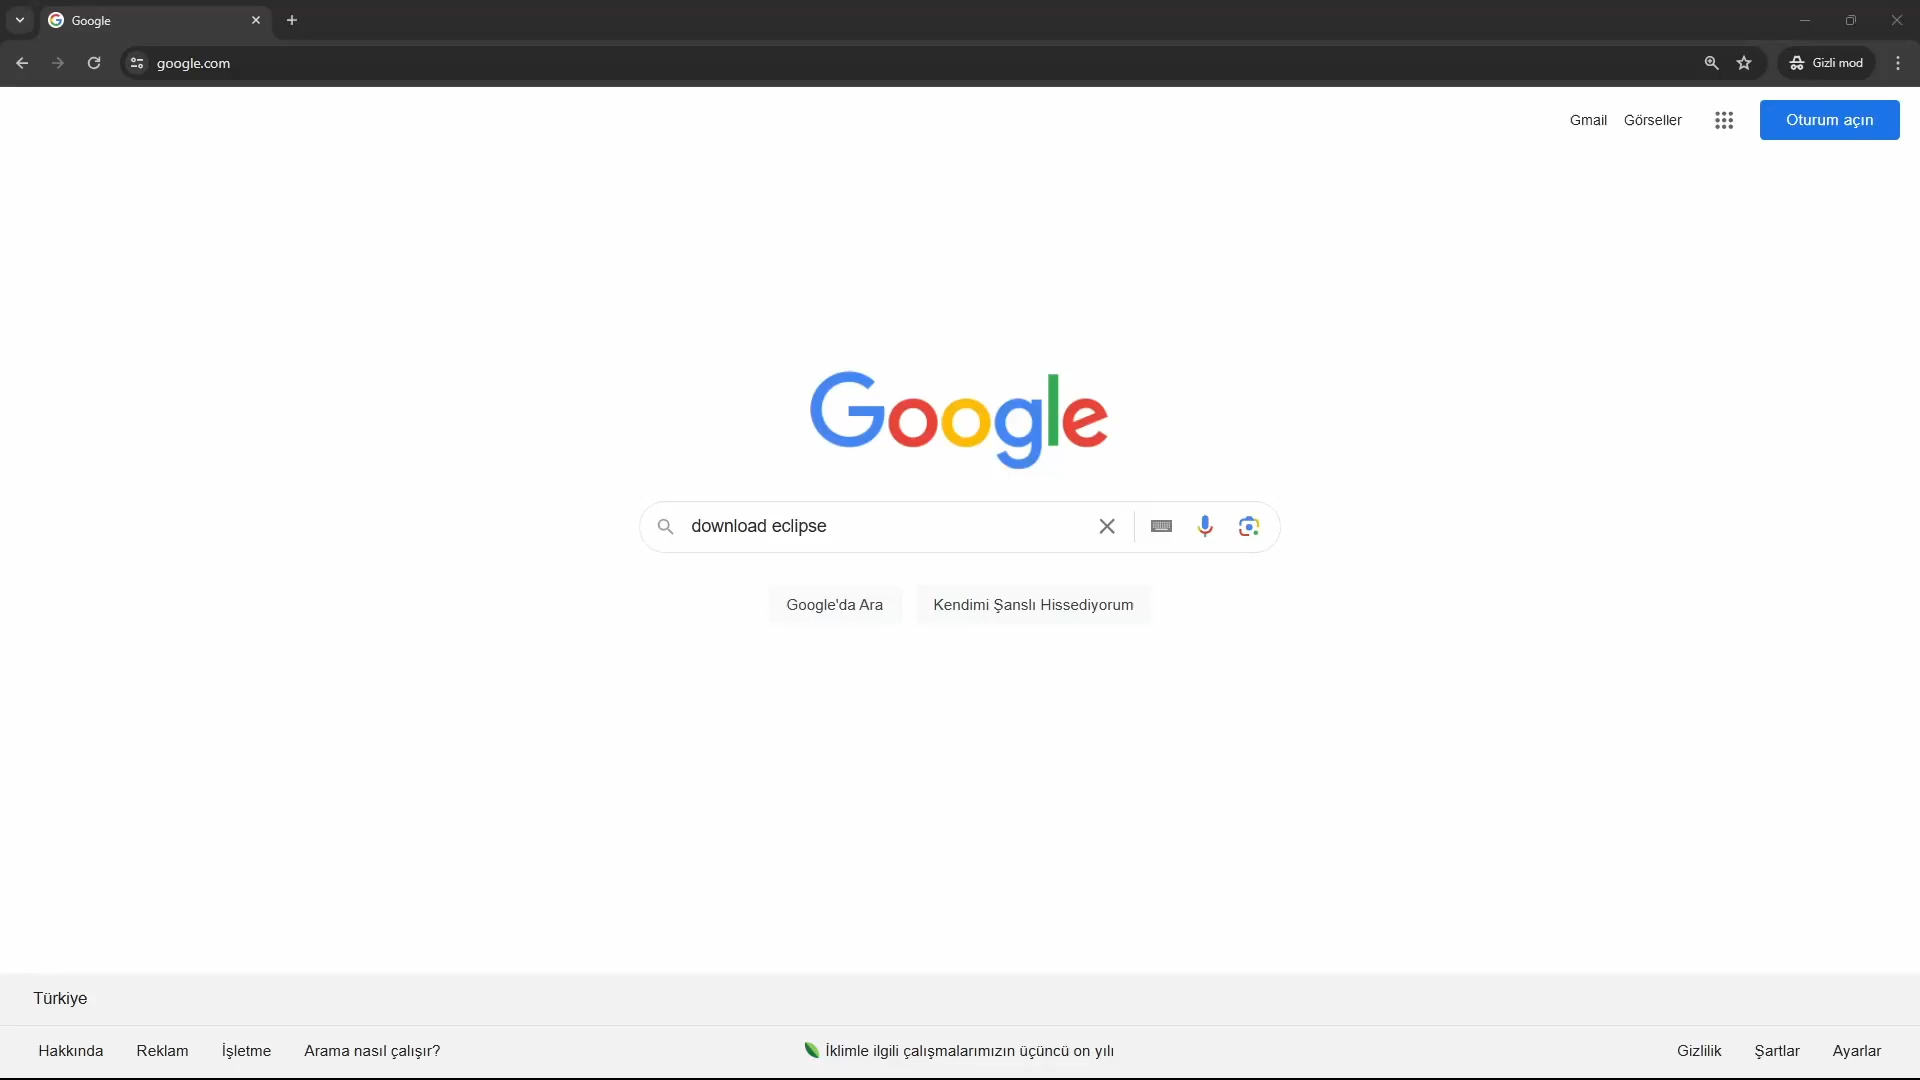 Google
google.com
Gizli mod
Gmail Görseller
Oturum açın
Google
download eclipse
Google'da Ara
Kendimi Şanslı Hissediyorum
Türkiye
Hakkında Reklam İşletme Arama nasıl çalışır?
İklimle ilgili çalışmalarımızın üçüncü on yılı
Gizlilik Şartlar Ayarlar